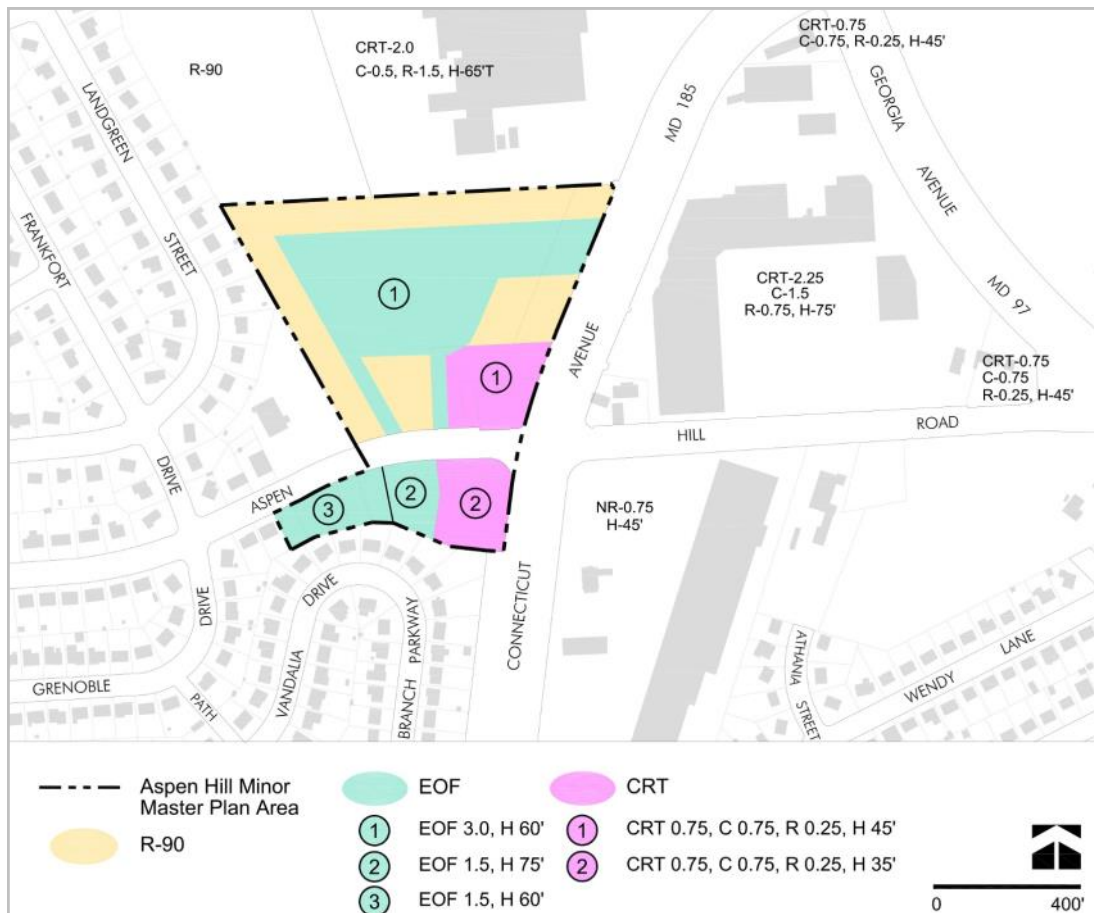 R-90
CRT-2.0
C-0.5, R-1.5, H-65'T
CRT-0.75
C-0.75, R-0.25, H-45'
LANDGREEN
STREET
FRANKFORT
DRIVE
MD 185
GEORGIA
AVENUE
MD 97
1
CRT-2.25
C-1.5
R-0.75, H-75'
AVENUE
1
CRT-0.75
C-0.75
R-0.25, H-45'
HILL
ROAD
ASPEN
3
2
2
NR-0.75
H-45'
DRIVE
DRIVE
VANDALIA
BRANCH PARKWAY
CONNECTICUT
GRENOBLE
PATH
ATHANIA
STREET
WENDY LANE
Aspen Hill Minor
Master Plan Area
R-90
EOF
1 EOF 3.0, H 60'
2 EOF 1.5, H 75'
3 EOF 1.5, H 60'
CRT
1 CRT 0.75, C 0.75, R 0.25, H 45'
2 CRT 0.75, C 0.75, R 0.25, H 35'
0 400'